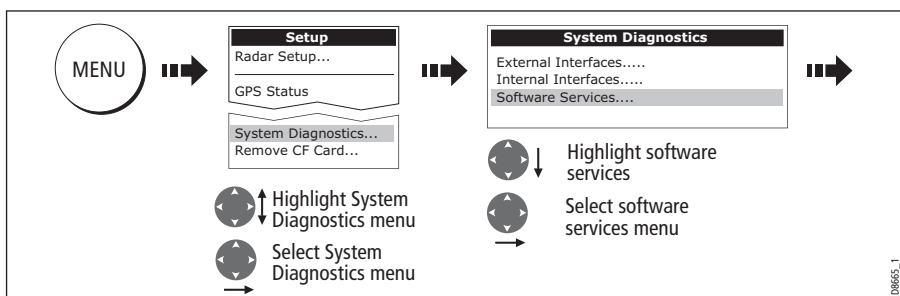 MENU
Setup
Radar Setup...
GPS Status
System Diagnostics...
Remove CF Card...
Highlight System
Diagnostics menu
Select System
Diagnostics menu
System Diagnostics
External Interfaces.....
Internal Interfaces.....
Software Services....
Highlight software
services
Select software
services menu
D8665_1